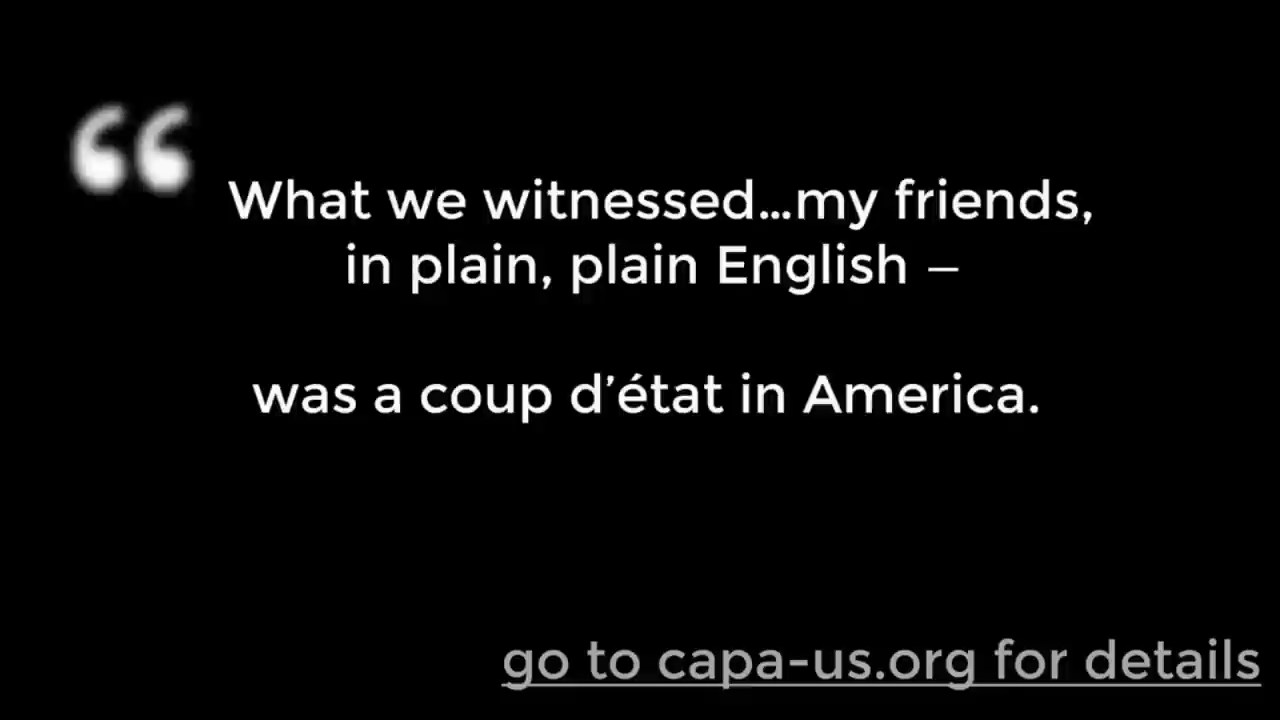 “
What we witnessed…my friends,
in plain, plain English –
was a coup d’état in America.
go to capa-us.org for details